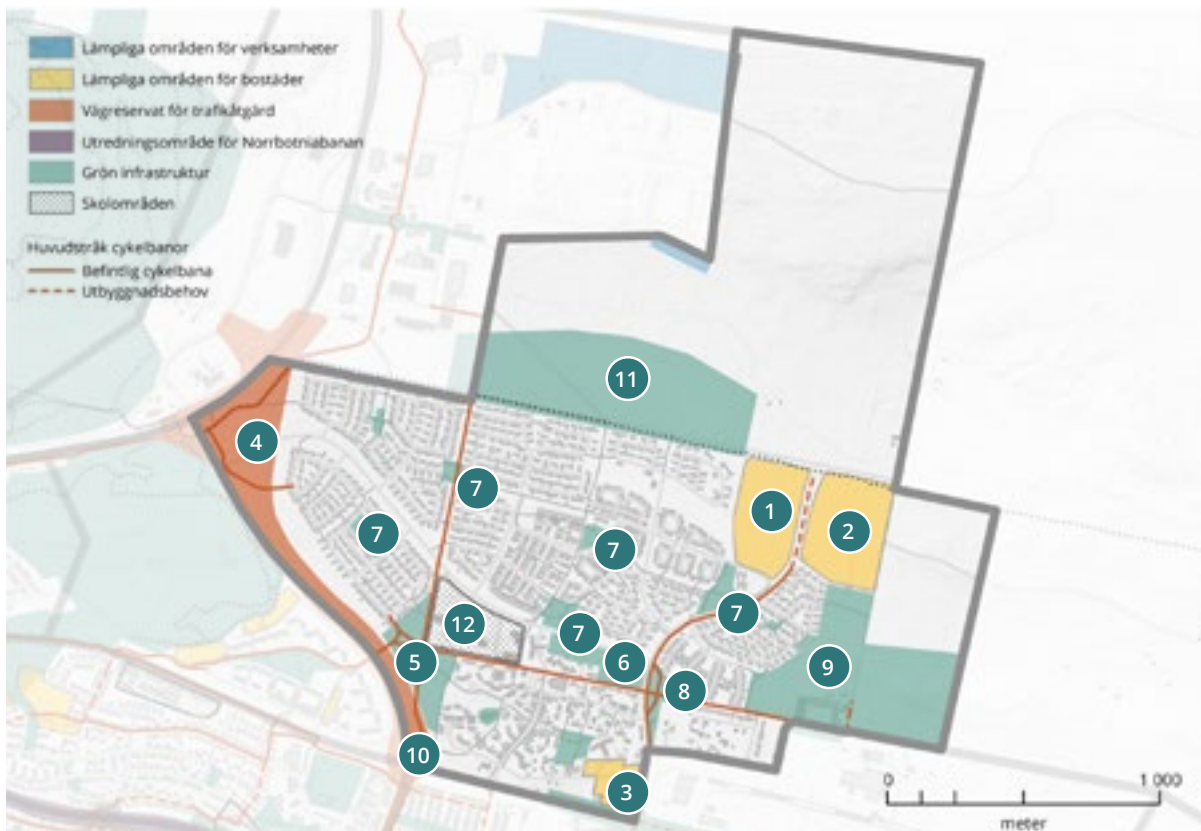 Lämpliga områden för verksamheter
Lämpliga områden för bostäder
Vägreservat för trafikåtgärd
Utredningsområde för Norrbotniabanan
Grön infrastruktur
Skolområden
Huvudstråk cykelbanor
Befintlig cykelbana
Utbyggnadsbehov
11
4
7
1
2
7
7
7
12
7
5
6
9
8
10
3
0
1 000
meter